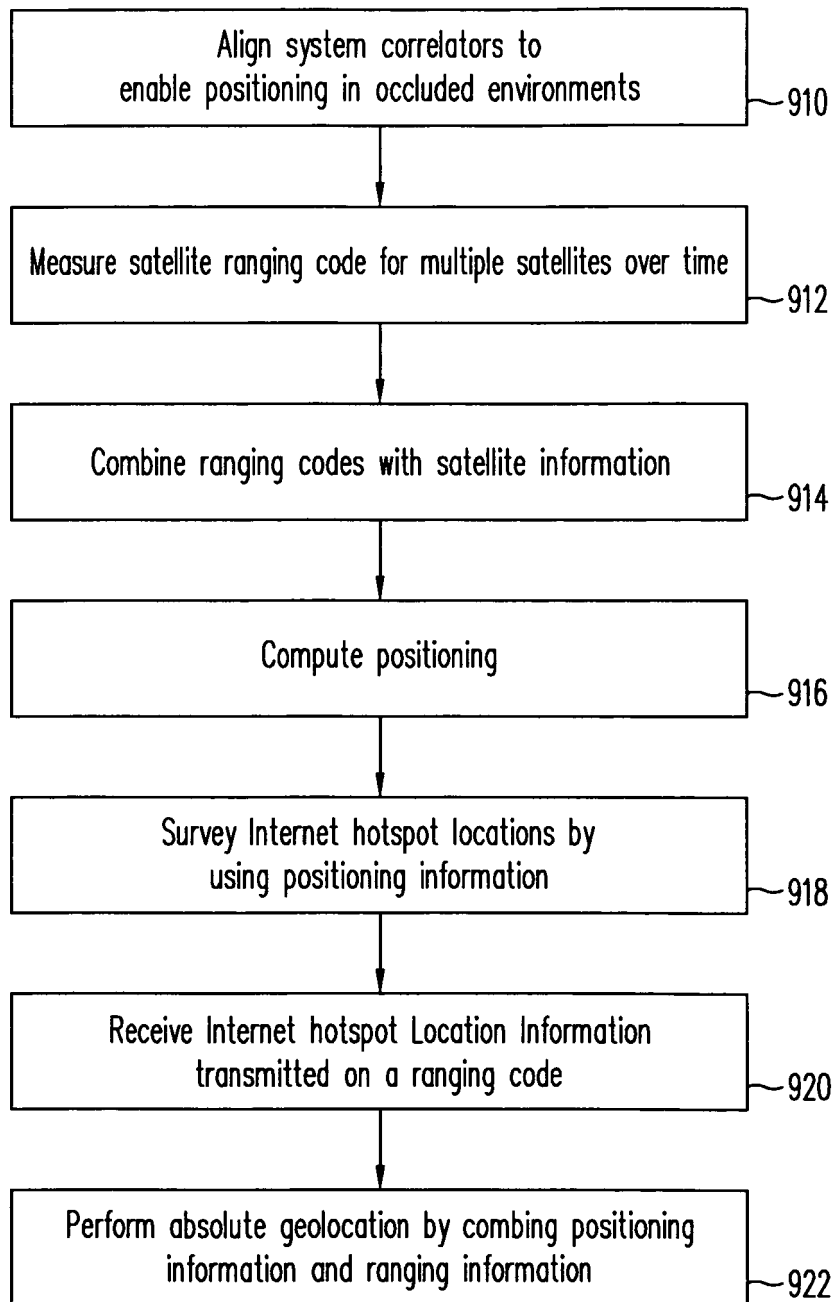 Align system correlators to
enable positioning in occluded environments
910
Measure satellite ranging code for multiple satellites over time
912
Combine ranging codes with satellite information
914
Compute positioning
916
Survey Internet hotspot locations by
using positioning information
918
Receive Internet hotspot Location Information
transmitted on a ranging code
920
Perform absolute geolocation by combing positioning
information and ranging information
922